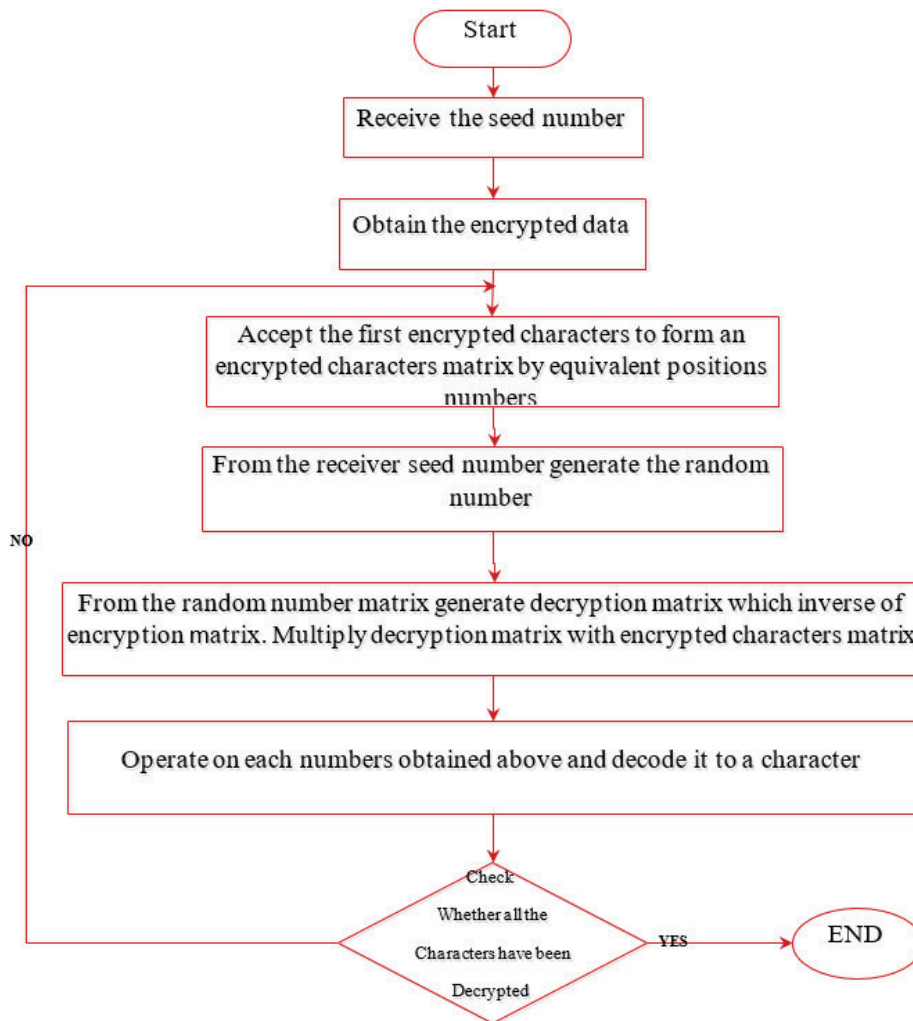 Start
Receive the seed number
Obtain the encrypted data
Accept the first encrypted characters to form an
encrypted characters matrix by equivalent positions
numbers
From the receiver seed number generate the random
number
NO
From the random number matrix generate decryption matrix which inverse of
encryption matrix. Multiply decryption matrix with encrypted characters matrix
Operate on each numbers obtained above and decode it to a character
Check
Whether all the
Characters have been
Decrypted
YES
END